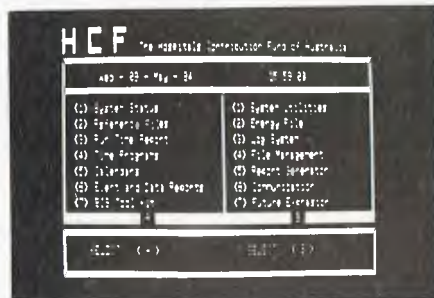 HCF The Hospitals Contribution Fund of Australia
Wed - 09 - May - 84
(1) System Status
(2) Reference Files
(3) Run Time Report
(4) Time Programs
(5) Calendars
(6) Event and Data Reports
(1) System Utilities
(2) Energy File
(3) Log System
(4) File Management
(5) Report Generator
(6) Communication
(7) Future Expansion
SELECT
SELECT